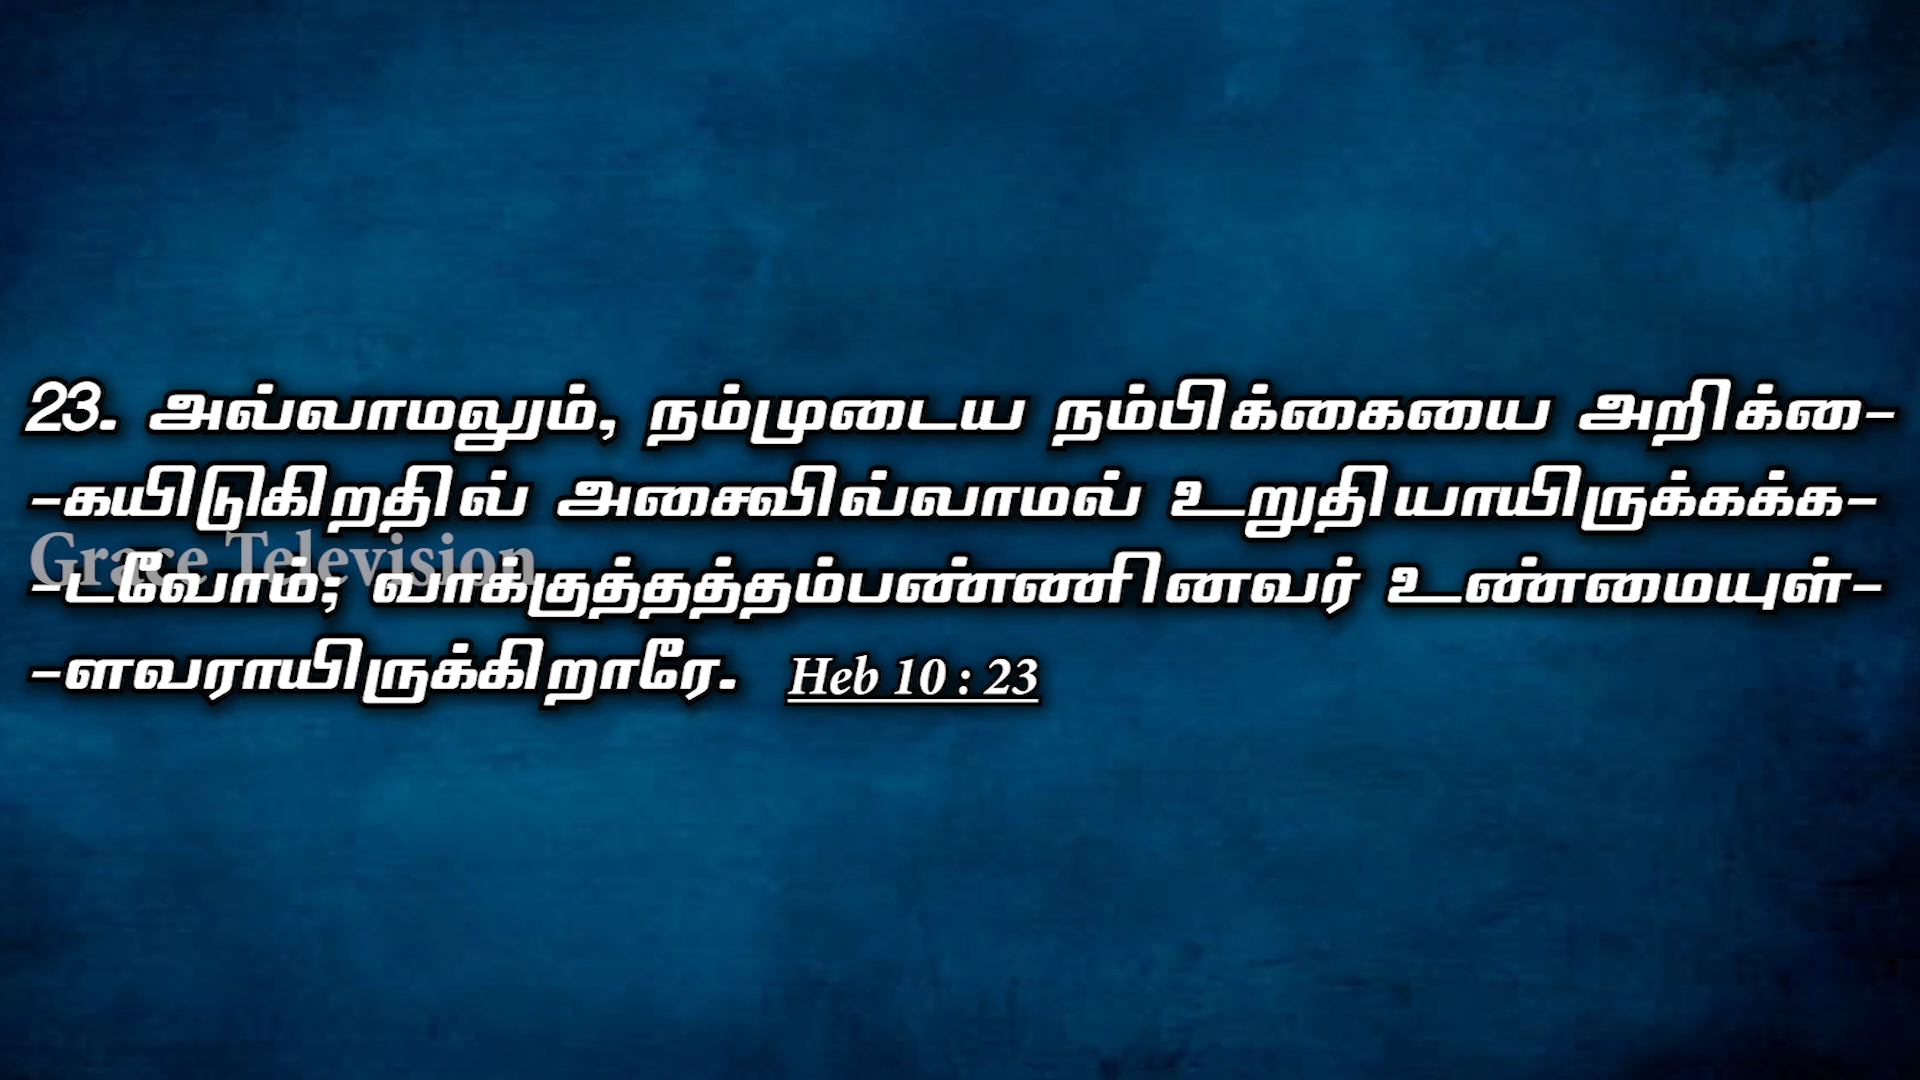 23. அல்லாமலும், நம்முடைய நம்பிக்கையை அறிக்கை-
-கயிடுகிறதில் அசைவில்லாமல் உறுதியாயிருக்கக்க-
Grace Television
-டவோம்; வாக்குத்தத்தம்பண்ணினவர் உண்மையுள்-
-ளவராயிருக்கிறாரே. Heb 10 : 23